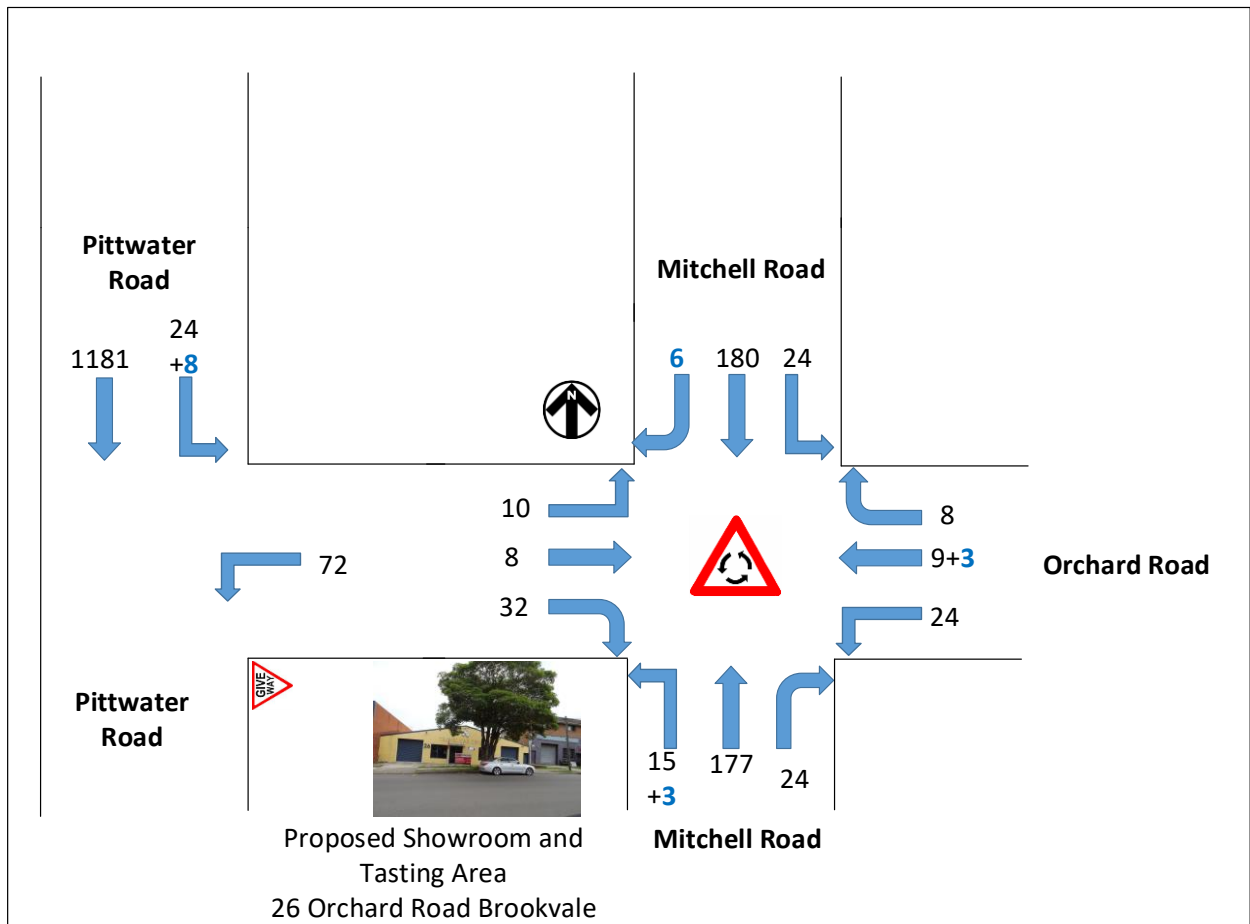 Pittwater
Road
Mitchell Road
24
1181
+8
6
180
24
N
10
8
72
8
9+3
Orchard Road
32
24
GIVE
WAY
Pittwater
Road
26
15
177
24
+3
Proposed Showroom and
Mitchell Road
Tasting Area
26 Orchard Road Brookvale